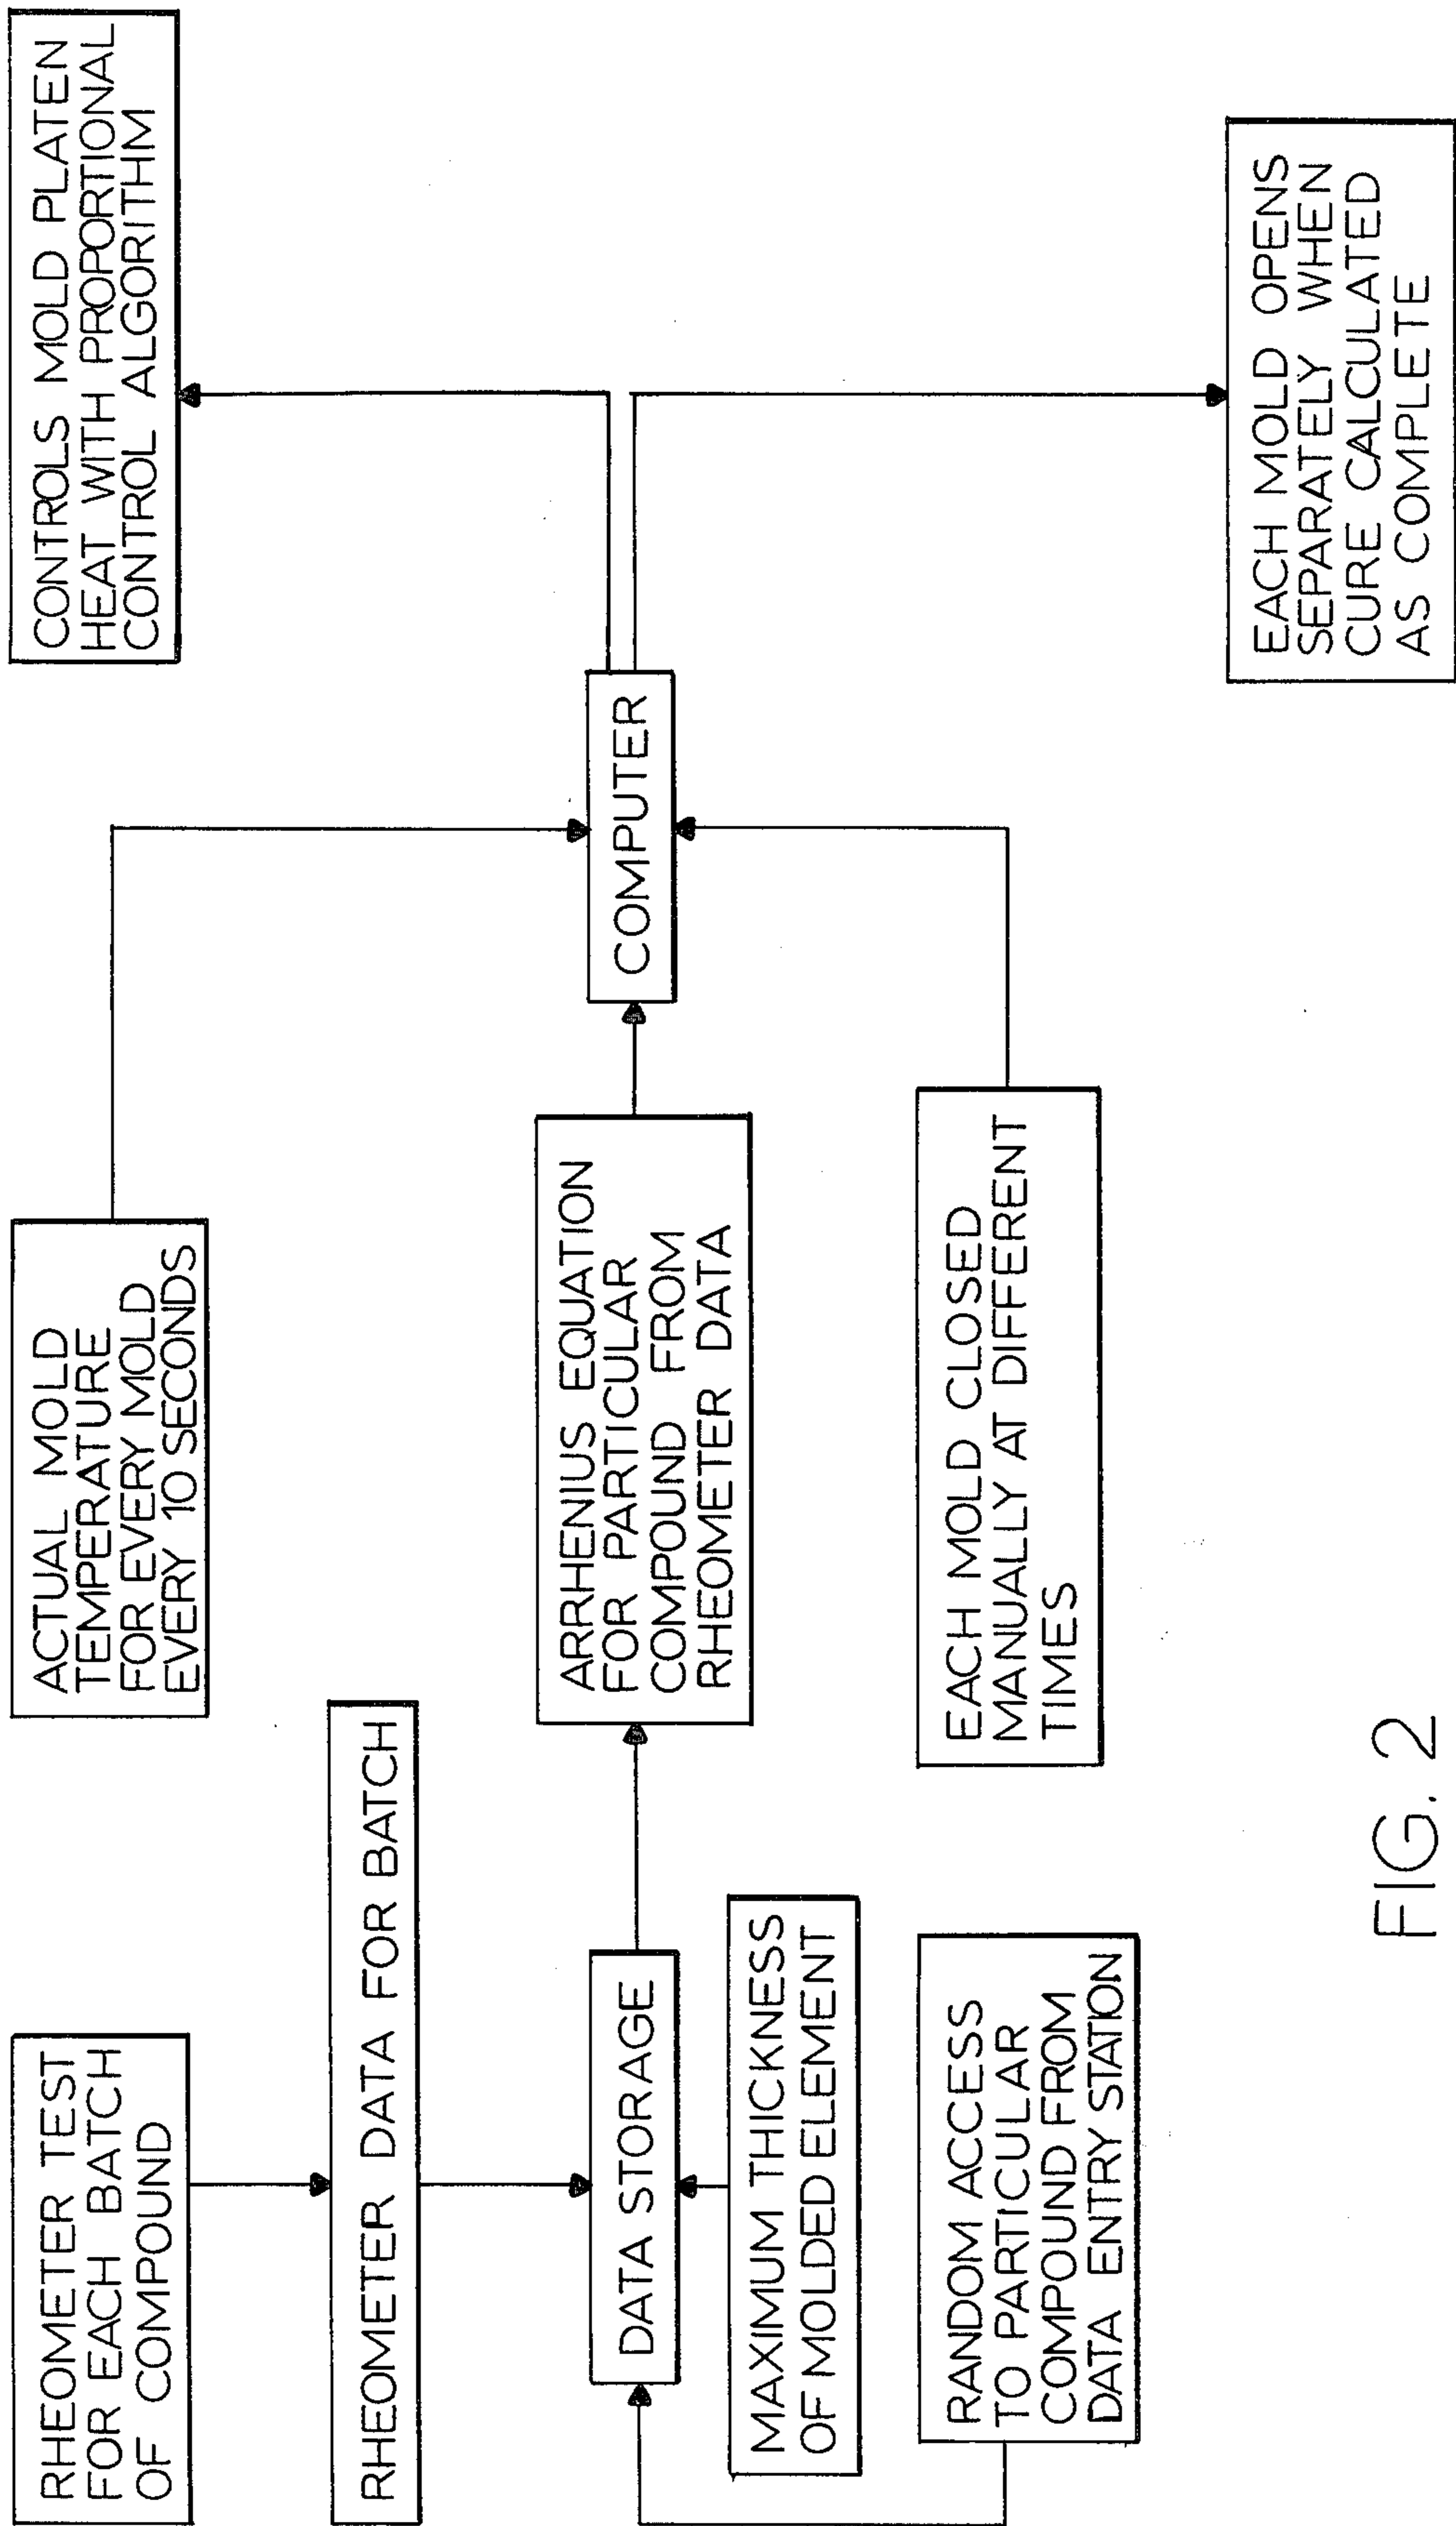 RHEOMETER TEST
FOR EACH BATCH
OF COMPOUND
RHEOMETER DATA FOR BATCH
DATA STORAGE
MAXIMUM THICKNESS
OF MOLDED ELEMENT
RANDOM ACCESS
TO PARTICULAR
COMPOUND FROM
DATA ENTRY STATION
ACTUAL MOLD
TEMPERATURE
FOR EVERY MOLD
EVERY 10 SECONDS
ARRHENIUS EQUATION
FOR PARTICULAR
COMPOUND FROM
RHEOMETER DATA
EACH MOLD CLOSED
MANUALLY AT DIFFERENT
TIMES
COMPUTER
CONTROLS MOLD PLATEN
HEAT WITH PROPORTIONAL
CONTROL ALGORITHM
EACH MOLD OPENS
SEPARATELY WHEN
CURE CALCULATED
AS COMPLETE
FIG. 2